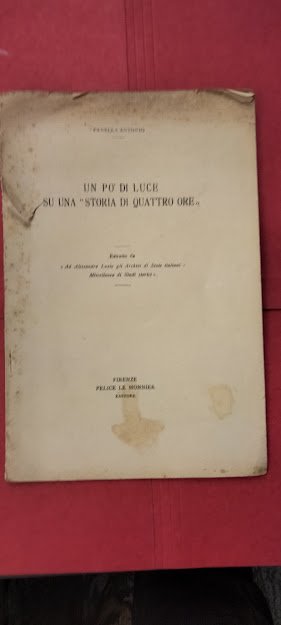 PANELLA ANTONIO
UN PO' DI LUCE
SU UNA "STORIA DI QUATTRO ORE„
Estratto da
« Ad Alessandro Luzio gli Archivi di Stato italiani -
Miscellanea di Studi storici ».
FIRENZE
FELICE LE MONNIER
EDITORE